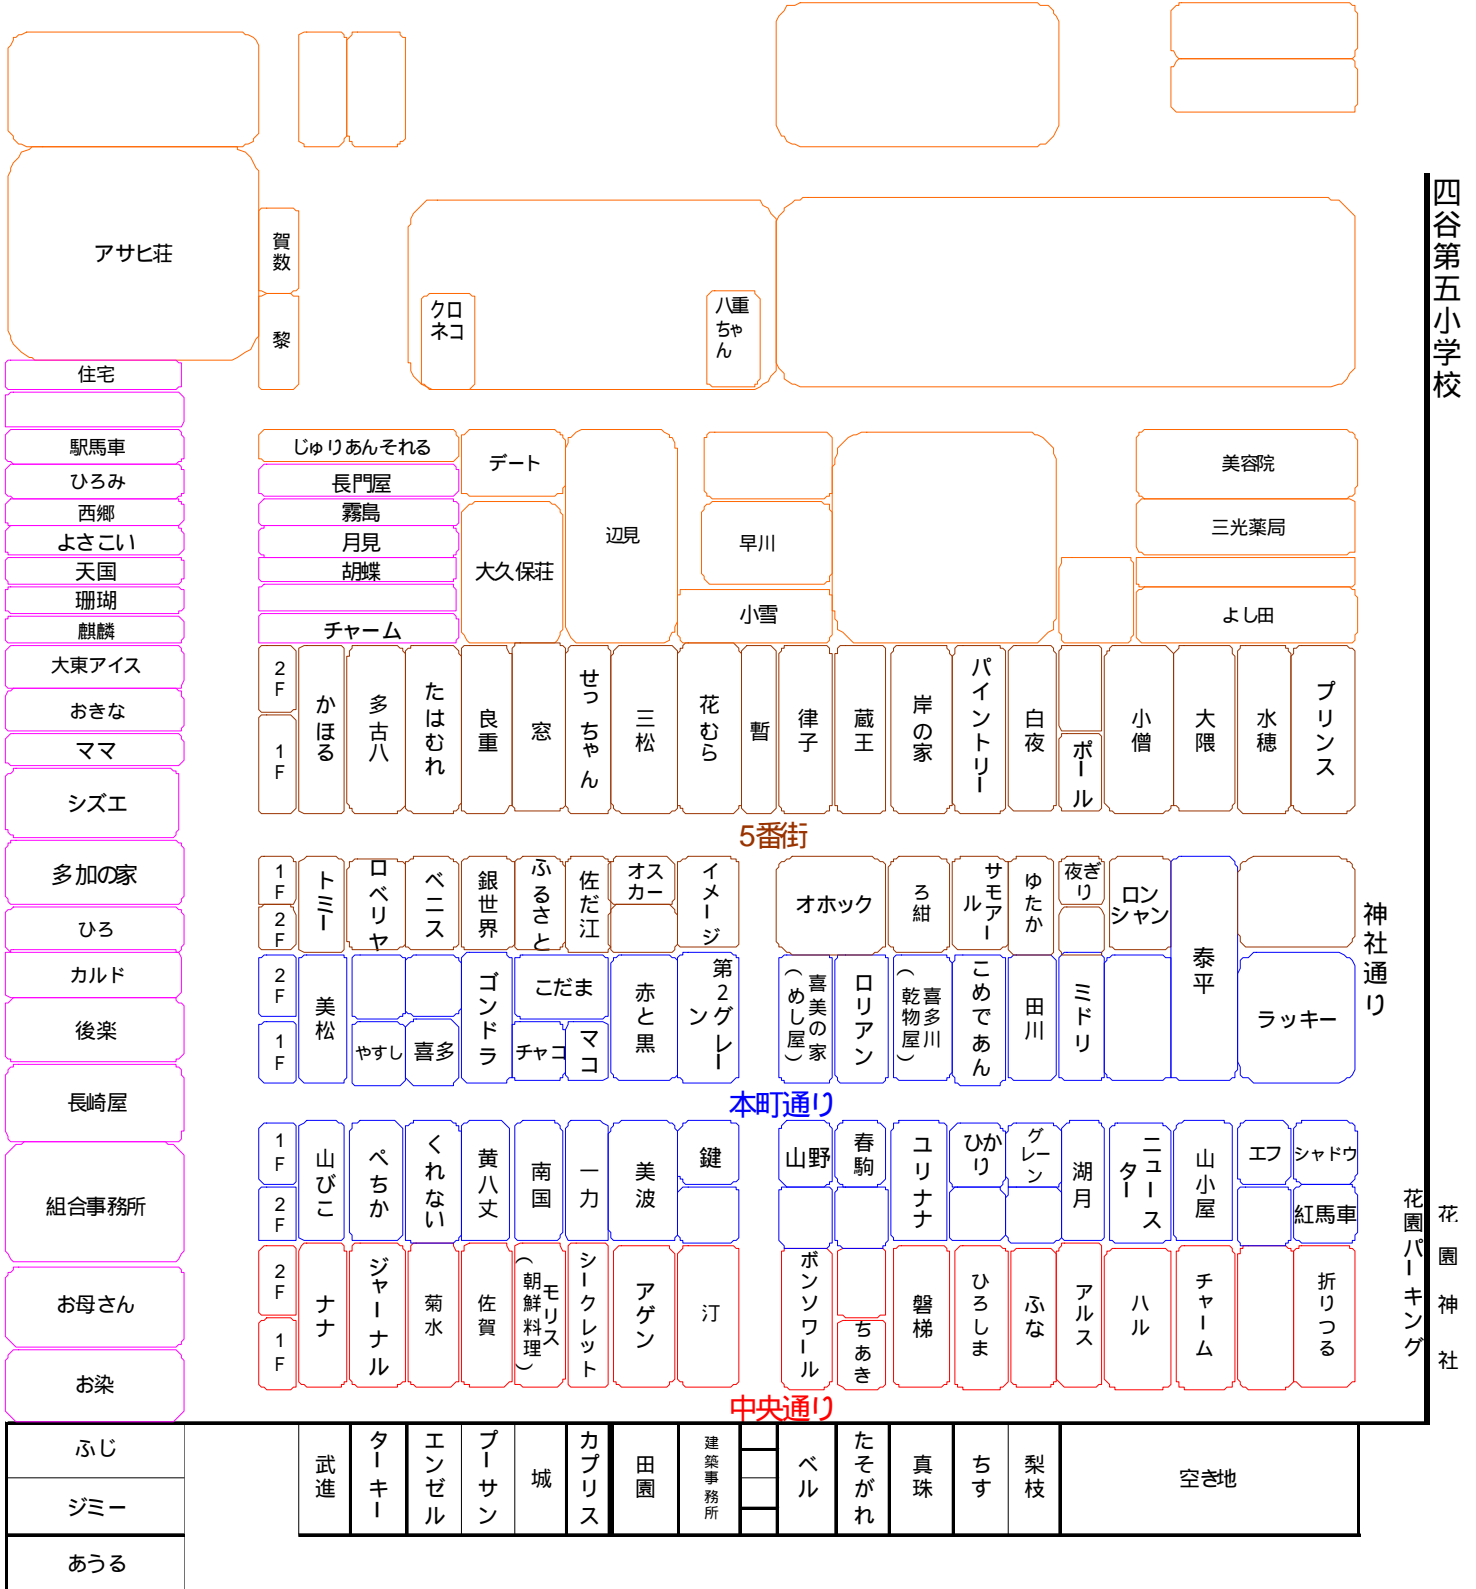 四谷第五小学校
アサヒ荘
賀数
黎
クロ
ネコ
八重
ちゃ
ん
住宅
駅馬車
ひろみ
西郷
よさこい
天国
珊瑚
麒麟
大東アイス
おきな
ママ
シズエ
多加の家
ひろ
カルド
後楽
長崎屋
組合事務所
お母さん
お染
ふじ
ジミー
あうる
じゅりあんそれる
長門屋
霧島
月見
胡蝶
チャーム
デート
大久保荘
辺見
早川
小雪
美容院
三光薬局
よし田
2F
1F
かほる
多古八
たはむれ
良重
窓
せっちゃん
三松
花むら
暫
律子
蔵王
岸の家
パイントリー
白夜
ポール
小僧
大隈
水穂
プリンス
5番街
1F
2F
トミー
ロベリヤ
ベニス
銀世界
ふるさと
佐だ江
オス
カー
イメージ
オホック
ろ紺
サモアー
ル
ゆたか
夜ぎ
り
ロン
シャン
泰平
神社通り
2F
1F
美松
やすし
喜多
ゴンドラ
こだま
チャコ
マコ
赤と黒
第2グレー
ン
喜美の家
(めし屋)
ロリアン
喜多川
(乾物屋)
こめであん
田川
ミドリ
ラッキー
本町通り
1F
2F
山びこ
ぺちか
くれない
黄八丈
南国
一力
美波
鍵
山野
春駒
ユリナナ
ひか
り
グレーン
湖月
ニュース
ター
山小屋
エフ
シャドウ
紅馬車
花園パーキング
花園神社
2F
1F
ナナ
ジャーナル
菊水
佐賀
モリス
(朝鮮料理)
シークレット
アゲン
汀
ボンソワール
ちあき
磐梯
ひろしま
ふな
アルス
ハル
チャーム
折りつる
中央通り
武進
ターキー
エンゼル
プーサン
城
カプリス
田園
建築事務所
ベル
たそがれ
真珠
ちす
梨枝
空き地